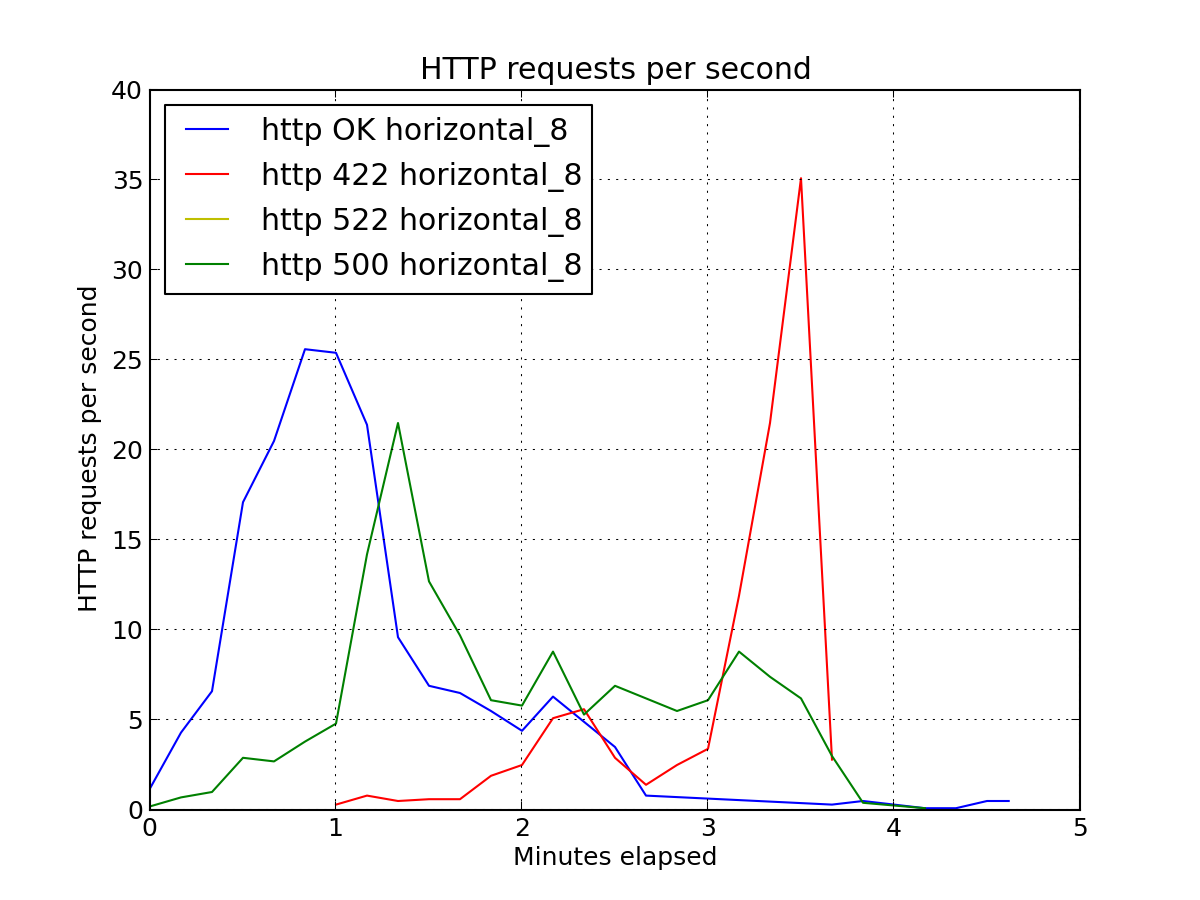 HTTP requests per second
40
35
30
25
20
15
10
5
0
http OK horizontal_8
http 422 horizontal_8
http 522 horizontal_8
http 500 horizontal_8
HTTP requests per second
0 1 2 3 4 5
Minutes elapsed